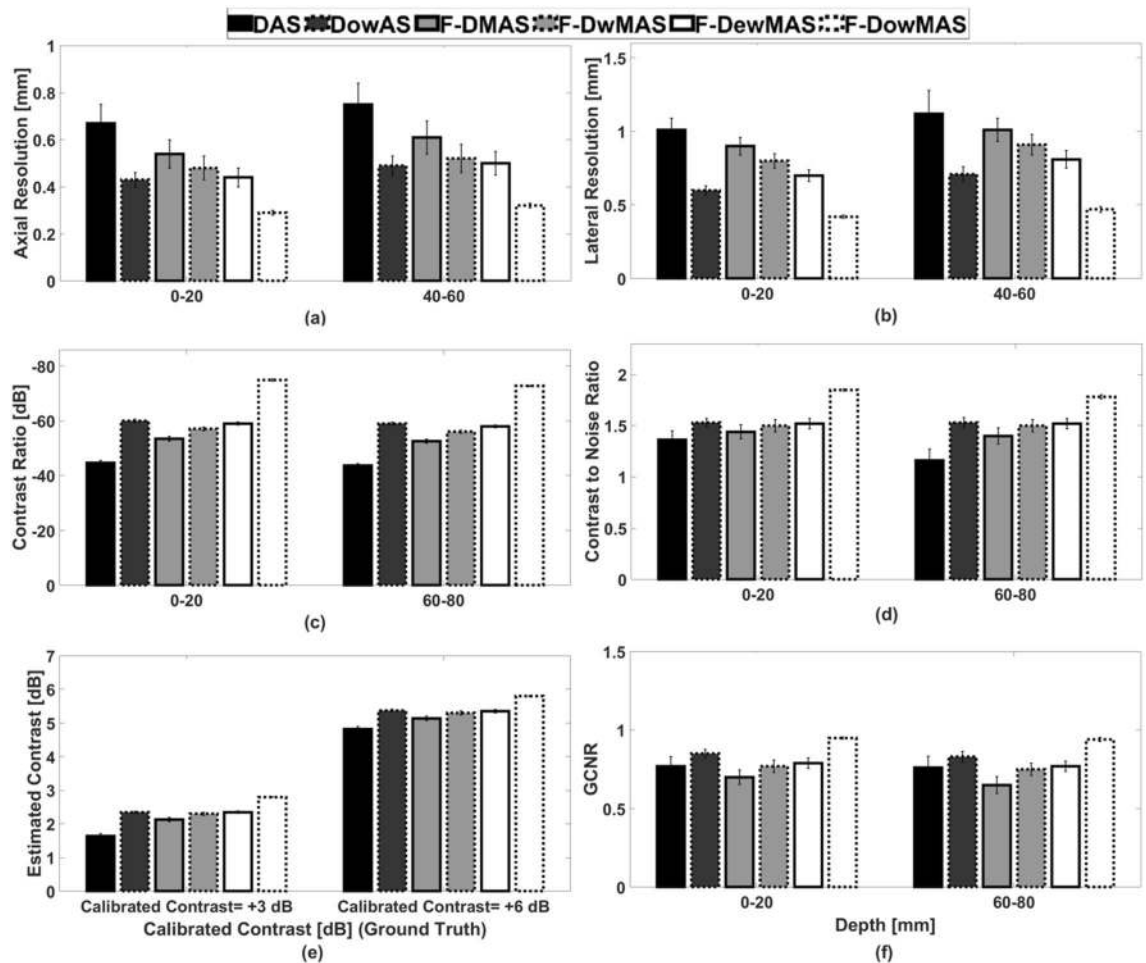 DAS DowAS F-DMAS F-DwMAS F-DewMAS F-DowMAS
Axial Resolution [mm]
1
0.8
0.6
0.4
0.2
0
0-20 40-60
(a)
Lateral Resolution [mm]
1.5
1
0.5
0
0-20 40-60
(b)
Contrast Ratio [dB]
-80
-60
-40
-20
0
0-20 60-80
(c)
Contrast to Noise Ratio
2
1.5
1
0.5
0
0-20 60-80
(d)
Estimated Contrast [dB]
7
6
5
4
3
2
1
0
Calibrated Contrast= +3 dB Calibrated Contrast= +6 dB
Calibrated Contrast [dB] (Ground Truth)
(e)
GCNR
1.5
1
0.5
0
0-20 60-80
Depth [mm]
(f)